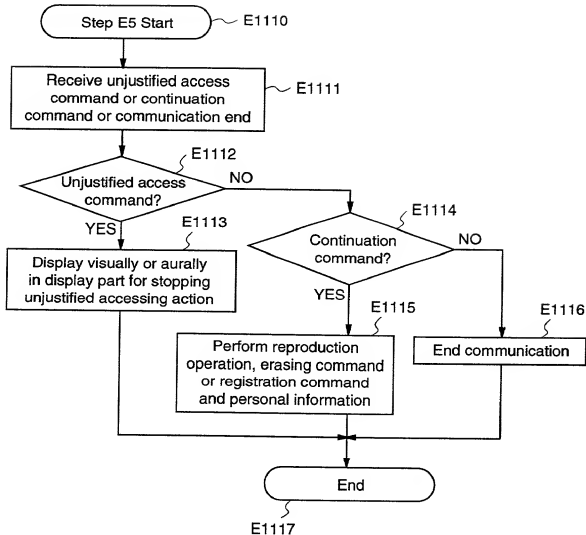 Step E5 Start
E1110
Receive unjustified access
command or continuation
command or communication end
E1111
E1112
Unjustified access
command?
NO
YES
E1113
E1114
Continuation
command?
NO
YES
Display visually or aurally
in display part for stopping
unjustified accessing action
E1115
E1116
Perform reproduction
operation, erasing command
or registration command
and personal information
End communication
End
E1117